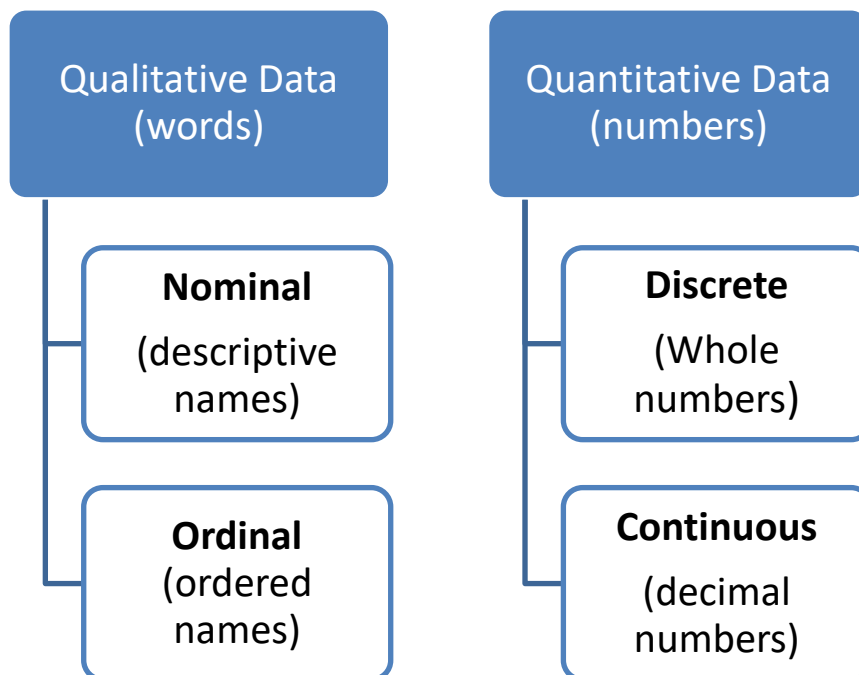 Qualitative Data
(words)
Nominal
(descriptive
names)
Ordinal
(ordered
names)
Quantitative Data
(numbers)
Discrete
(Whole
numbers)
Continuous
(decimal
numbers)